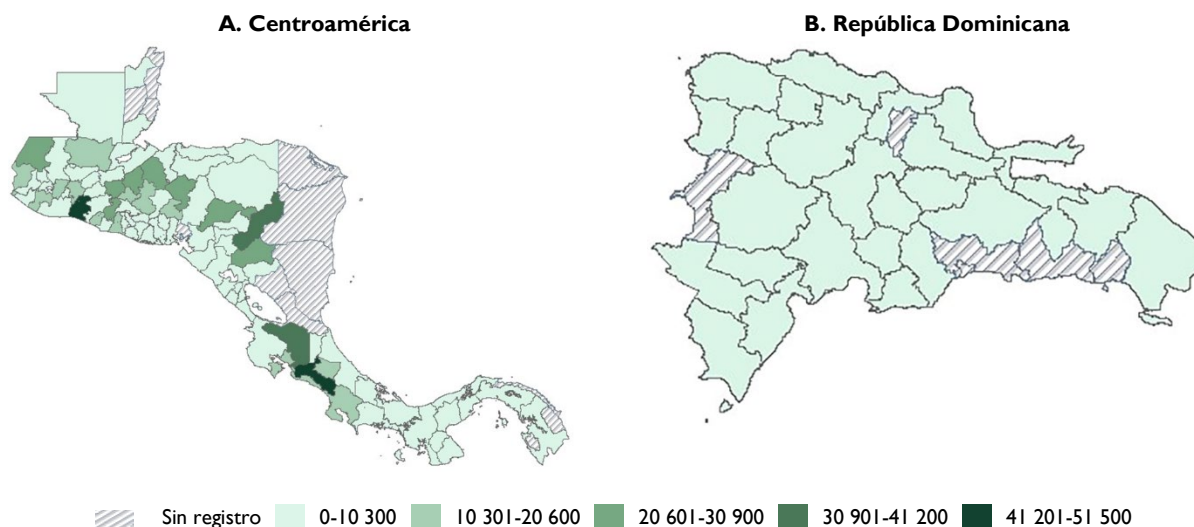 A. Centroamérica
B. República Dominicana
Sin registro 0-10 300 10 301-20 600 20 601-30 900 30 901-41 200 41 201-51 500